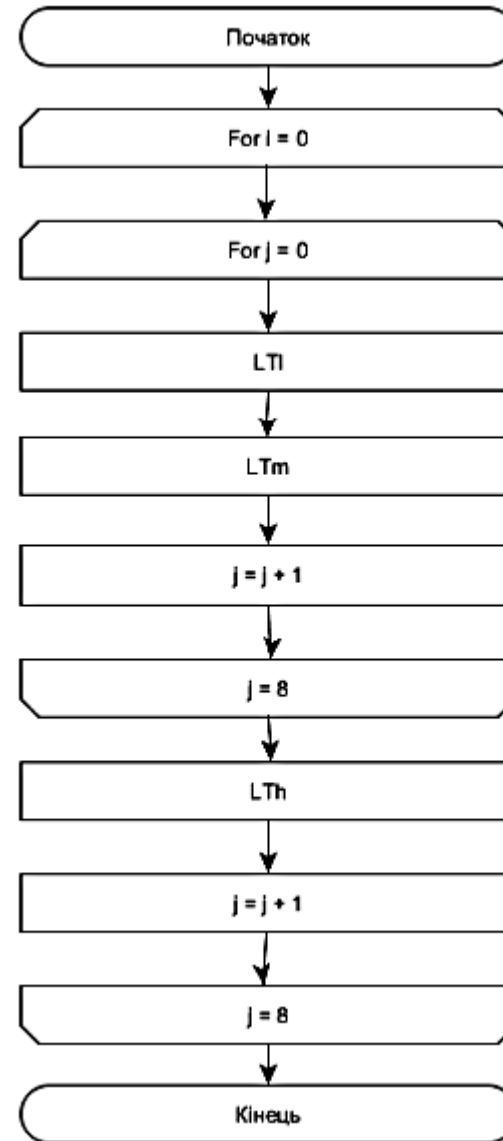 Початок
For i = 0
For j = 0
LTl
LTm
j = j + 1
j = 8
LTh
j = j + 1
j = 8
Кінець